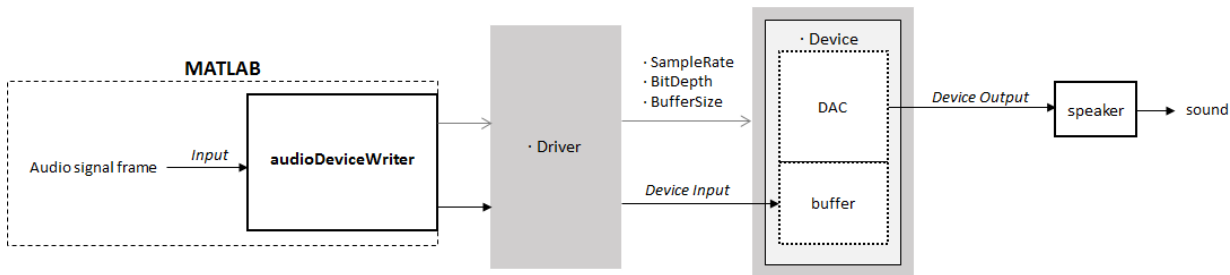 MATLAB
Audio signal frame
Input
audioDeviceWriter
· Driver
· SampleRate
· BitDepth
· BufferSize
Device Input
· Device
DAC
buffer
Device Output
speaker
sound